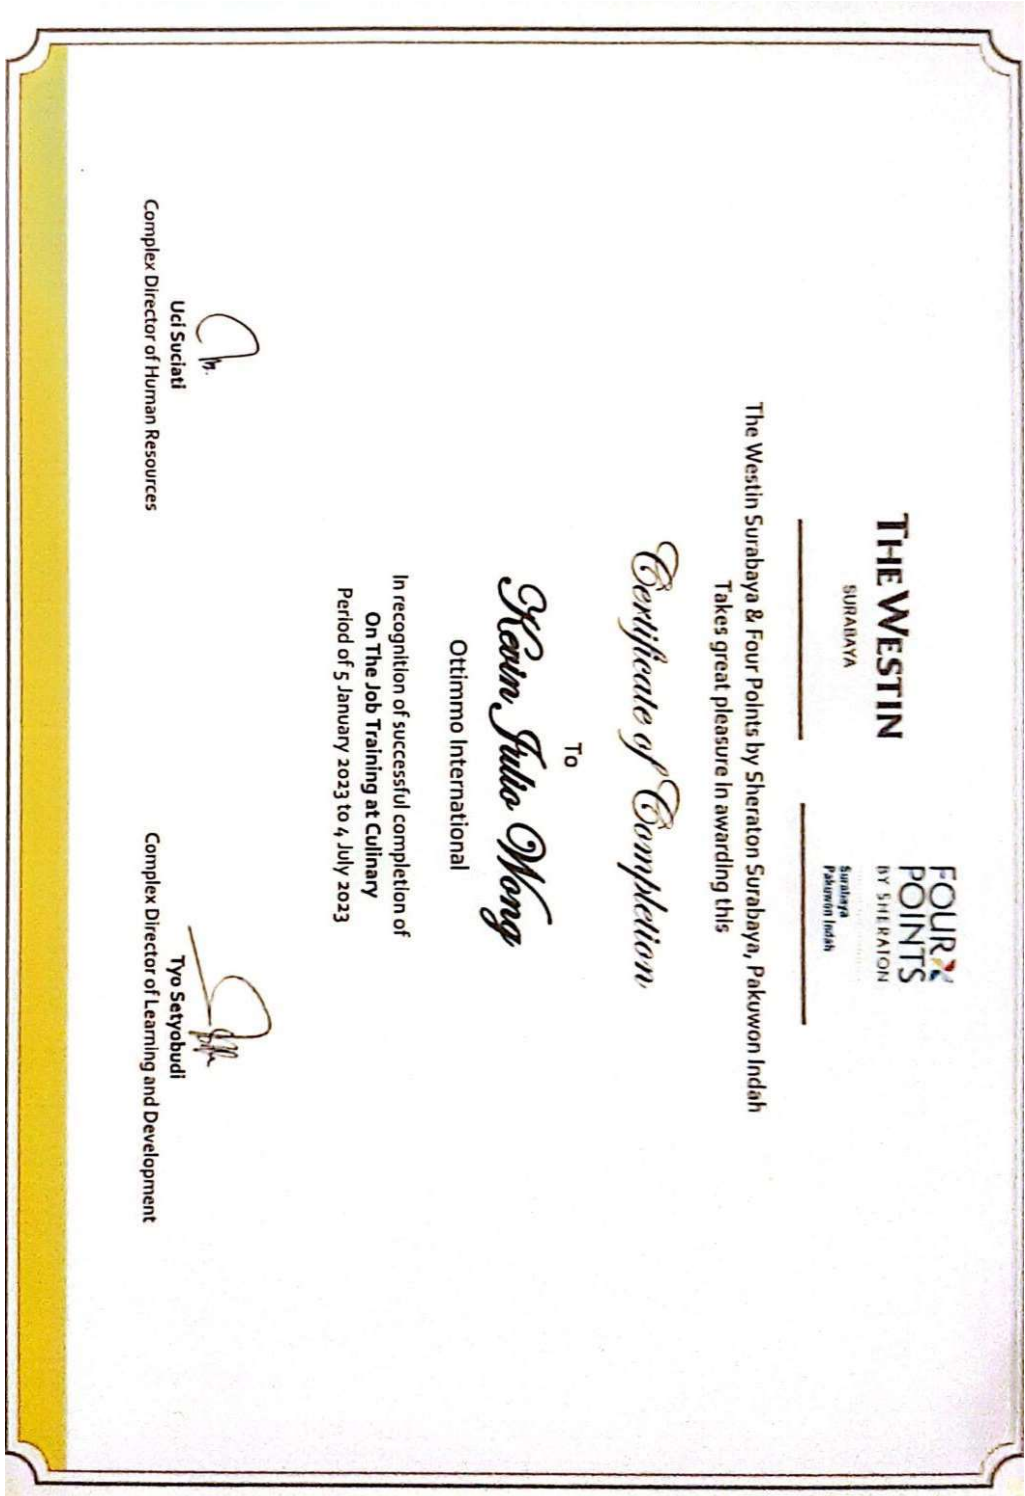 THE WESTIN
SURABAYA
FOUR
POINTS
BY SHERATON
Surabaya
Pakuwon Indah
The Westin Surabaya & Four Points by Sheraton Surabaya, Pakuwon Indah
Takes great pleasure in awarding this
Certificate of Completion
To
Kevin Julio Wong
Ottimmo International
In recognition of successful completion of
On The Job Training at Culinary
Period of 5 January 2023 to 4 July 2023
Uci Suciati
Complex Director of Human Resources
Tyo Setyobudi
Complex Director of Learning and Development